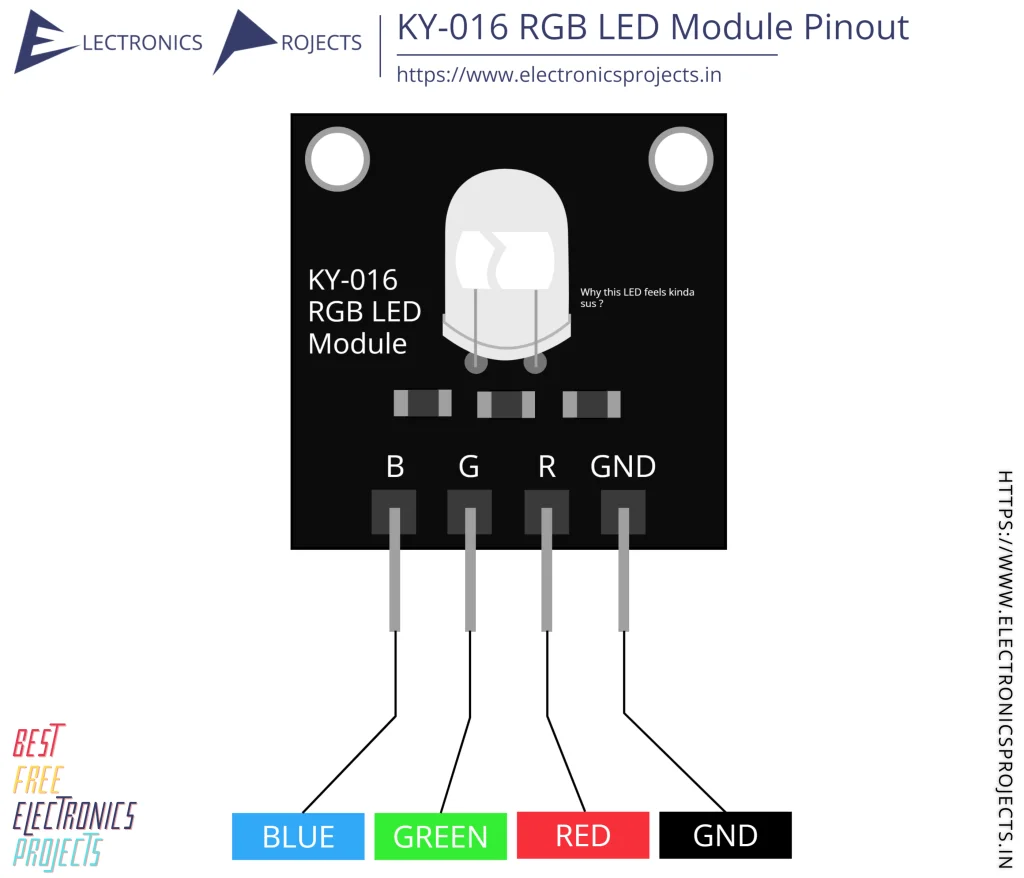 ELECTRONICS PROJECTS
KY-016 RGB LED Module Pinout
https://www.electronicsprojects.in
KY-016
RGB LED
Module
Why this LED feels kinda
sus ?
B G R GND
BLUE GREEN RED GND
BEST
FREE
ELECTRONICS
PROJECTS
HTTPS://WWW.ELECTRONICSPROJECTS.IN